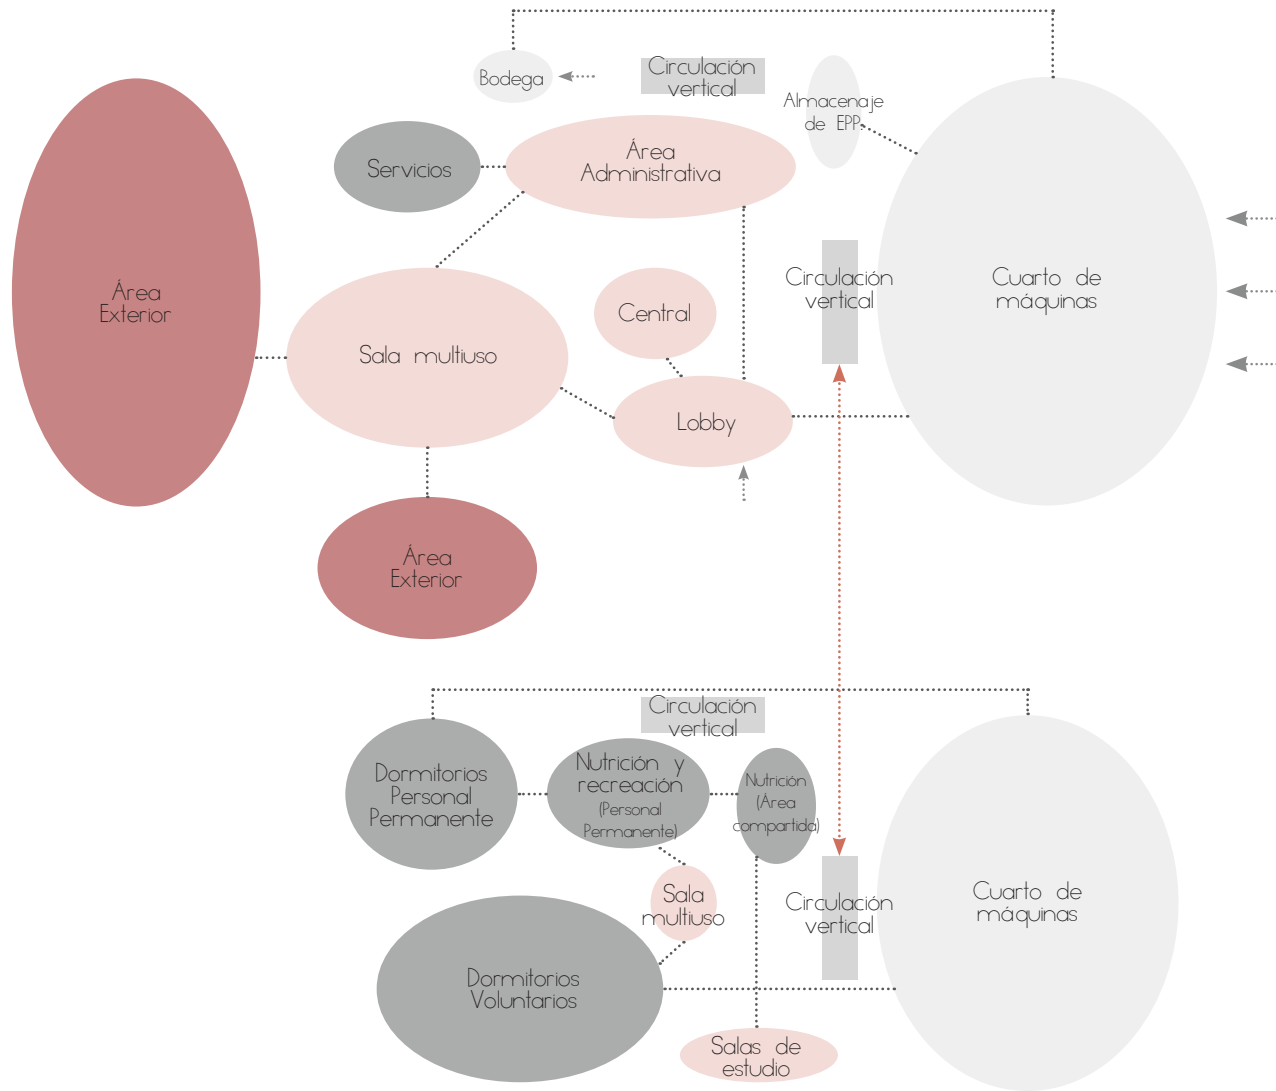 Bodega
Circulación
vertical
Almacenaje
de EPP.
Servicios
Área
Administrativa
Área
Exterior
Sala multiuso
Central
Circulación
vertical
Cuarto de
máquinas
Lobby
Área
Exterior
Circulación
vertical
Dormitorios
Personal
Permanente
Nutrición y
recreación
(Personal
Permanente)
Nutrición
(Área
compartida)
Sala
multiuso
Circulación
vertical
Cuarto de
máquinas
Dormitorios
Voluntarios
Salas de
estudio